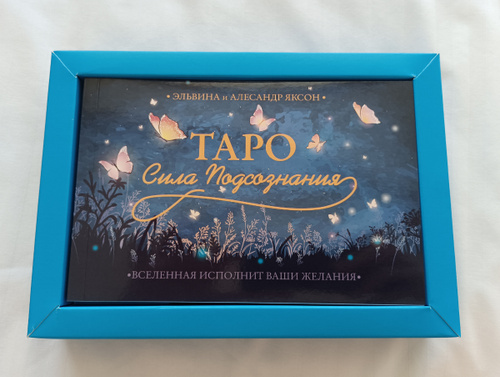 • ЭЛЬВИНА и АЛЕСАНДР ЯКСОН •
ТАРО
Сила Подсознания
•ВСЕЛЕННАЯ ИСПОЛНИТ ВАШИ ЖЕЛАНИЯ•